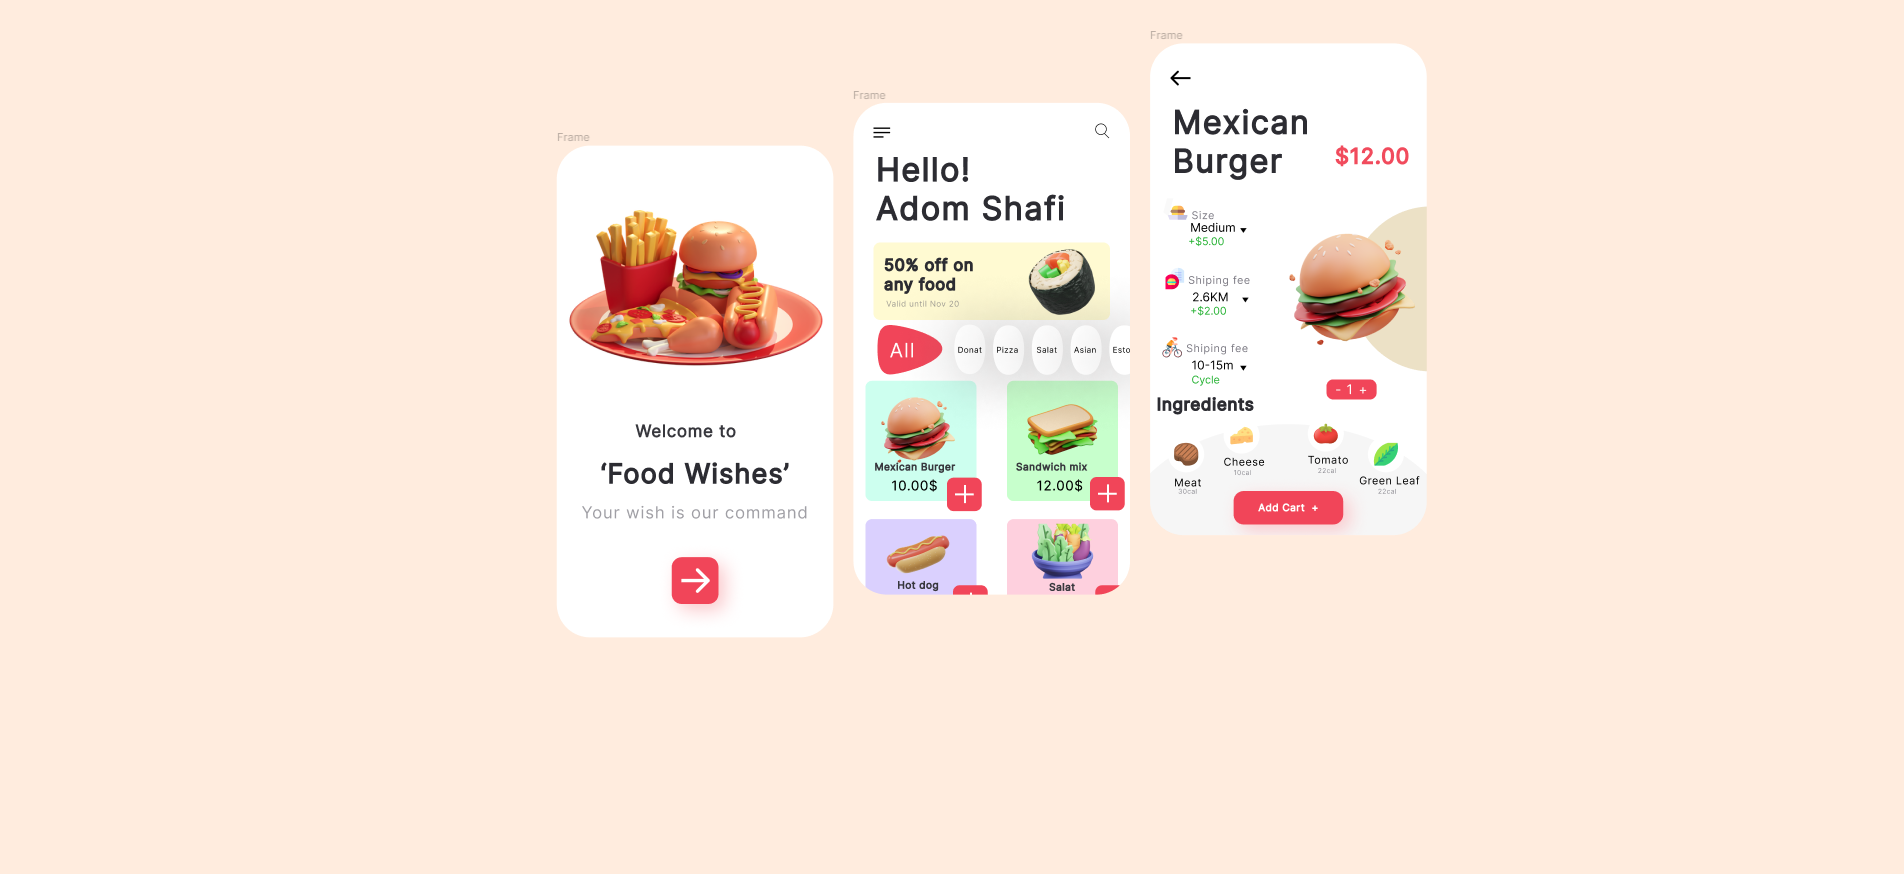 Frame
Welcome to
‘Food Wishes’
Your wish is our command
Frame
Hello!
Adom Shafi
50% off on
any food
Valid until Nov 20
All
Donat
Pizza
Salat
Asian
Esto
Mexican Burger
10.00$
Sandwich mix
12.00$
Hot dog
Salat
Frame
Mexican
Burger
$12.00
Size
Medium
+$5.00
Shiping fee
2.6KM
+$2.00
Shiping fee
10-15m
Cycle
- 1 +
Ingredients
Meat
30cal
Cheese
10cal
Tomato
22cal
Green Leaf
22cal
Add Cart +